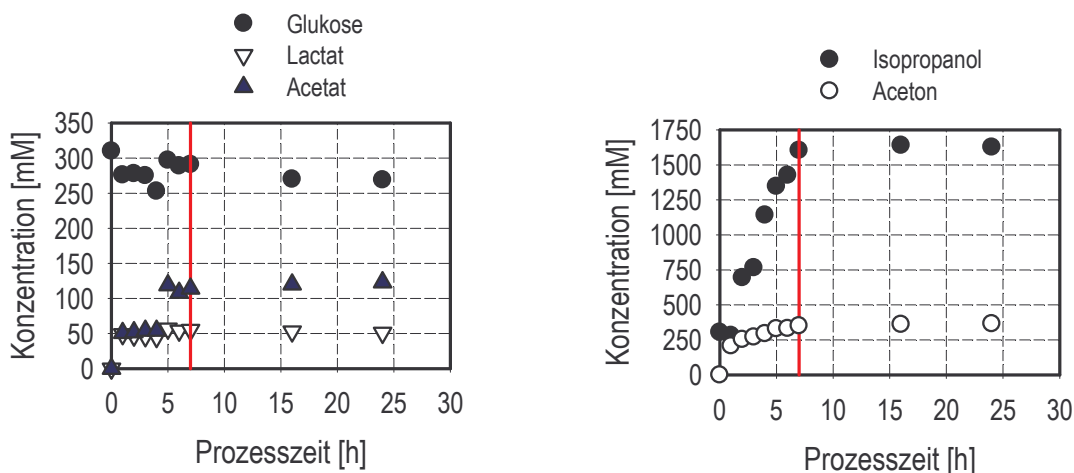 Glukose
Lactat
Acetat
Konzentration [mM]
350
300
250
200
150
100
50
0
0 5 10 15 20 25 30
Prozesszeit [h]
Isopropanol
Aceton
Konzentration [mM]
1750
1500
1250
1000
750
500
250
0
0 5 10 15 20 25 30
Prozesszeit [h]